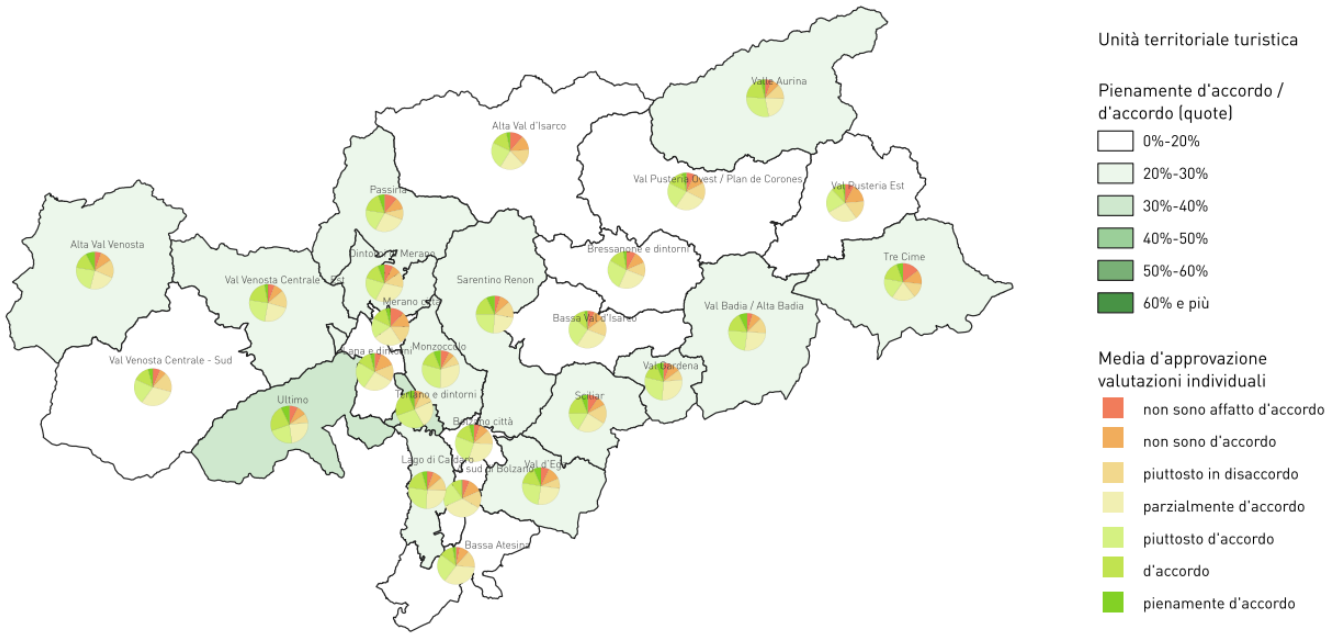 Unità territoriale turistica
Pienamente d'accordo /
d'accordo (quote)
0%-20%
20%-30%
30%-40%
40%-50%
50%-60%
60% e più
Media d'approvazione
valutazioni individuali
non sono affatto d'accordo
non sono d'accordo
piuttosto in disaccordo
parzialmente d'accordo
piuttosto d'accordo
d'accordo
pienamente d'accordo
Valle Aurina
Alta Val d'Isarco
Val Pusteria Ovest / Plan de Corones
Val Pusteria Est
Passiria
Alta Val Venosta
Dintorni di Merano
Bressanone e dintorni
Tre Cime
Val Venosta Centrale - Est
Sarentino Renon
Merano città
Val Badia / Alta Badia
Bassa Val d'Isarco
Val Venosta Centrale - Sud
Lana e dintorni
Monzoccolo
Val Gardena
Ultimo
Terlano e dintorni
Sciliar
Bolzano città
Lago di Caldaro
sud di Bolzano
Val d'Ega
Bassa Atesina